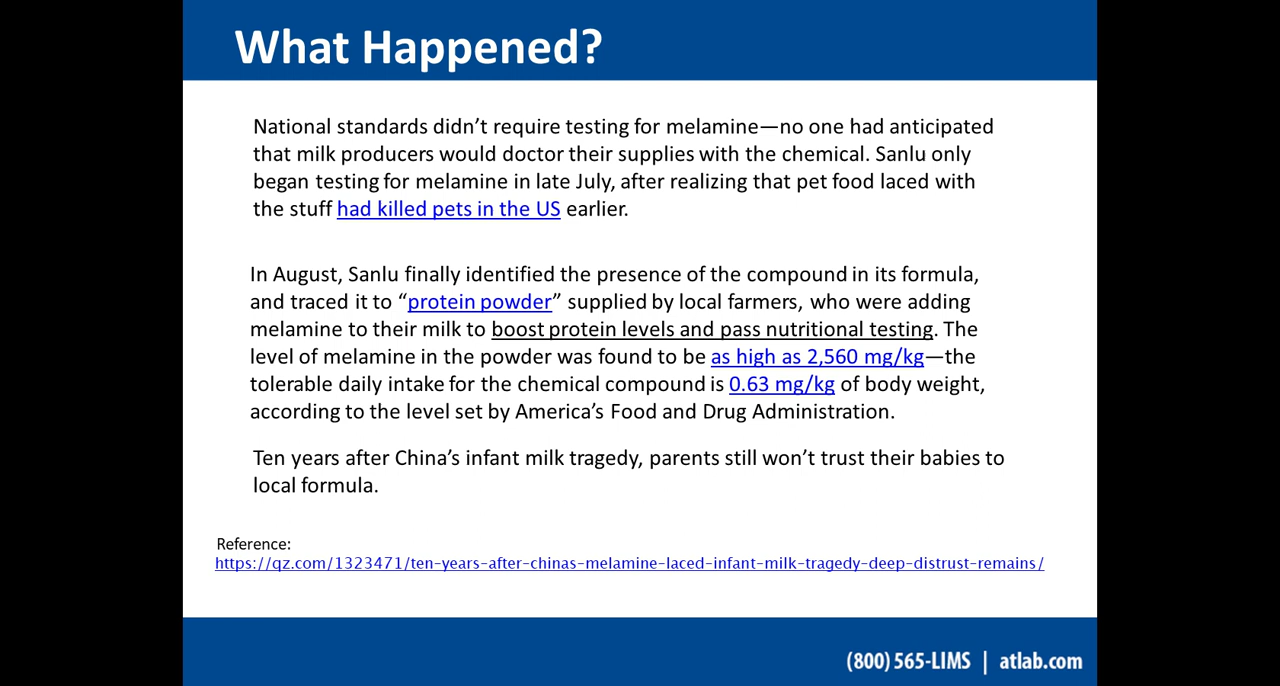 What Happened?
National standards didn’t require testing for melamine—no one had anticipated
that milk producers would doctor their supplies with the chemical. Sanlu only
began testing for melamine in late July, after realizing that pet food laced with
the stuff had killed pets in the US earlier.
In August, Sanlu finally identified the presence of the compound in its formula,
and traced it to “protein powder” supplied by local farmers, who were adding
melamine to their milk to boost protein levels and pass nutritional testing. The
level of melamine in the powder was found to be as high as 2,560 mg/kg—the
tolerable daily intake for the chemical compound is 0.63 mg/kg of body weight,
according to the level set by America’s Food and Drug Administration.
Ten years after China’s infant milk tragedy, parents still won’t trust their babies to
local formula.
Reference:
https://qz.com/1323471/ten-years-after-chinas-melamine-laced-infant-milk-tragedy-deep-distrust-remains/
(800) 565-LIMS | atlab.com